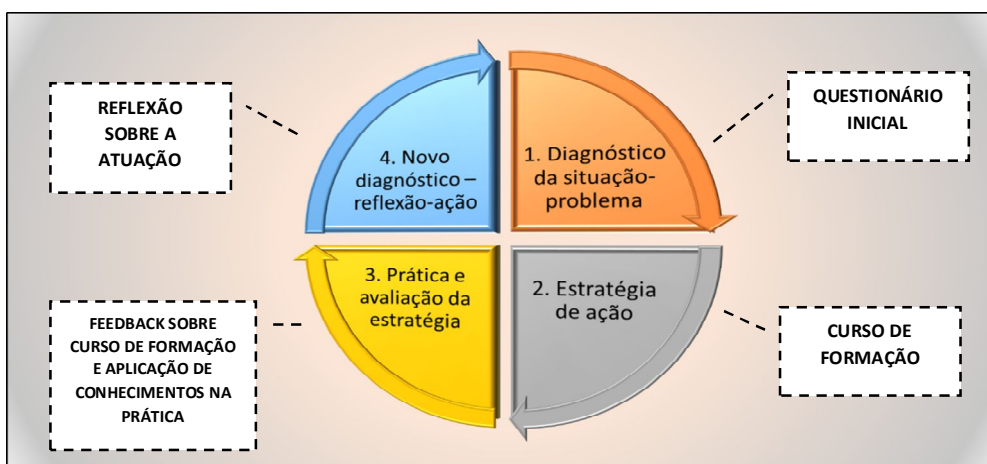 REFLEXÃO
SOBRE A
ATUAÇÃO
4. Novo
diagnóstico –
reflexão-ação
1. Diagnóstico
da situação-
problema
QUESTIONÁRIO
INICIAL
FEEDBACK SOBRE
CURSO DE FORMAÇÃO
E APLICAÇÃO DE
CONHECIMENTOS NA
PRÁTICA
3. Prática e
avaliação da
estratégia
2. Estratégia
de ação
CURSO DE
FORMAÇÃO